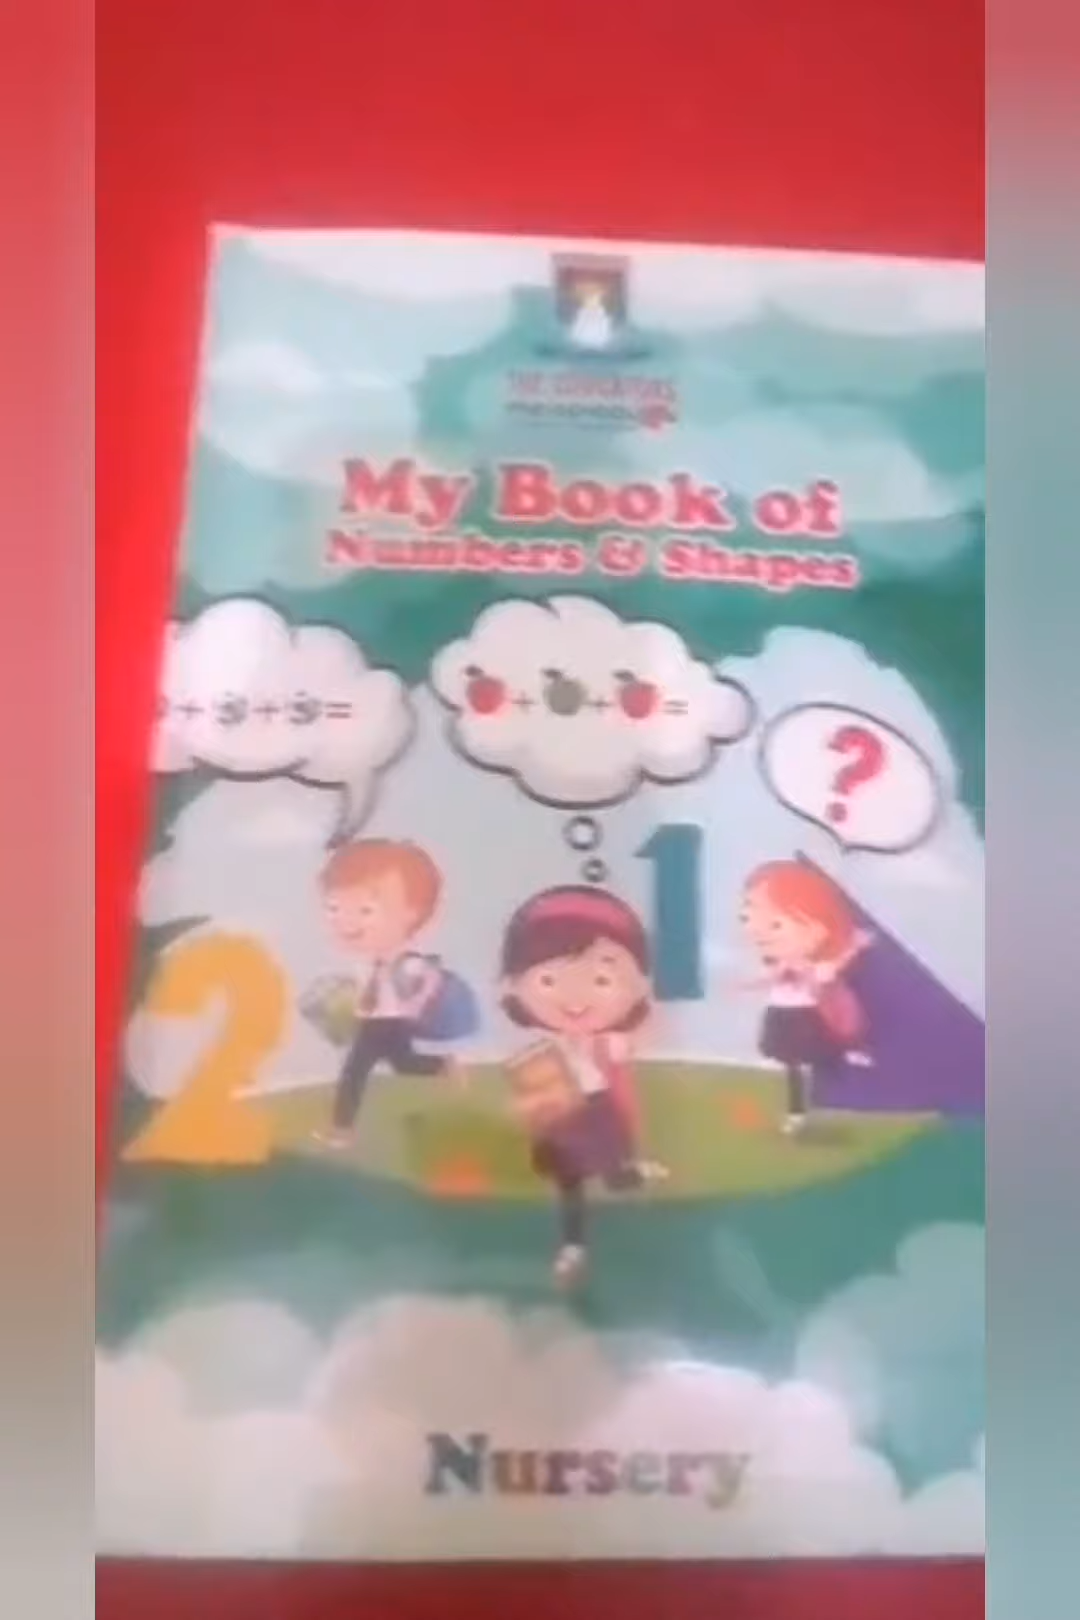 My Book of
Numbers & Shapes
+ + =
+ + =
?
1
2
Nursery